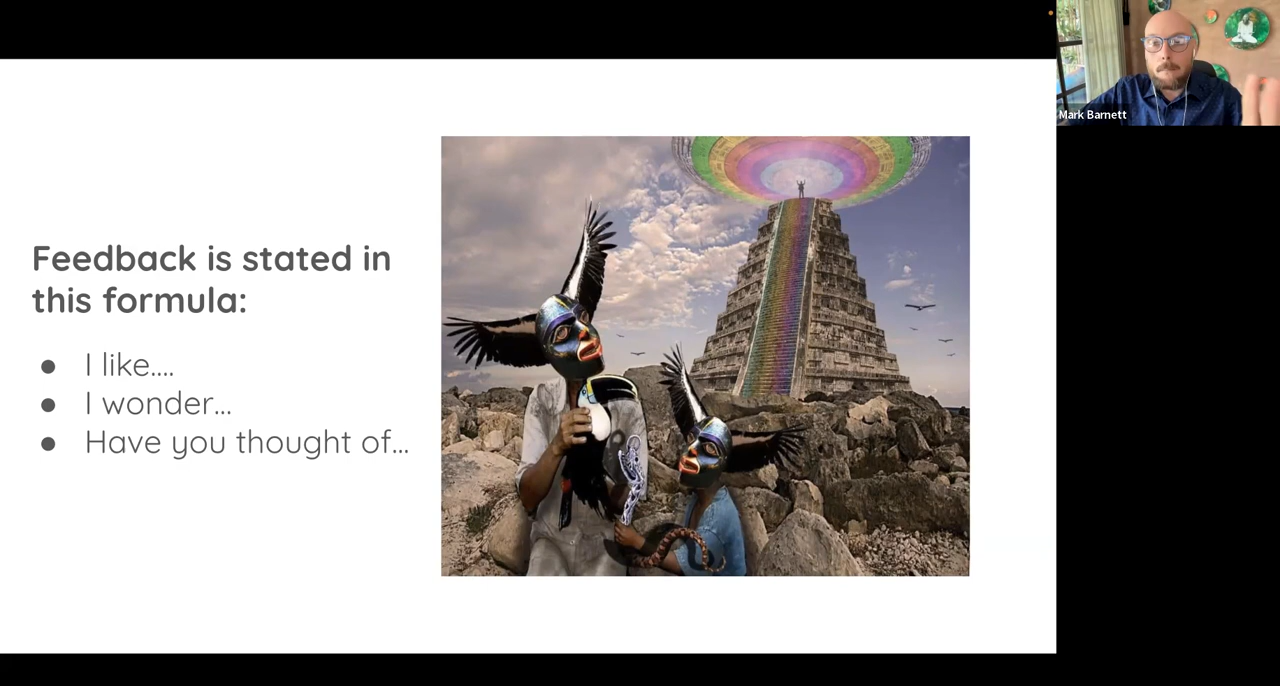 Mark Barnett
Feedback is stated in
this formula:
● I like....
● I wonder...
● Have you thought of...